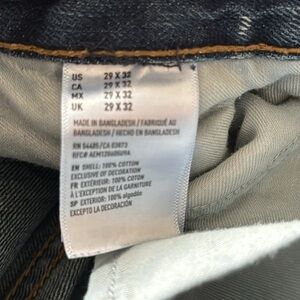 US 29 X 32
CA 29 X 32
MX 29 X 32
UK 29 X 32
MADE IN BANGLADESH / FABRIQUÉ AU
BANGLADESH / HECHO EN BANGLADESH
RN 54485/CA 03873
EN SHELL: 100% COTTON
EXCLUSIVE OF DECORATION
FR EXTÉRIEUR: 100% COTON
À L'EXCEPTION DE LA GARNITURE
SP EXTERIOR: 100% algodón
EXCEPTO LA DECORACIÓN